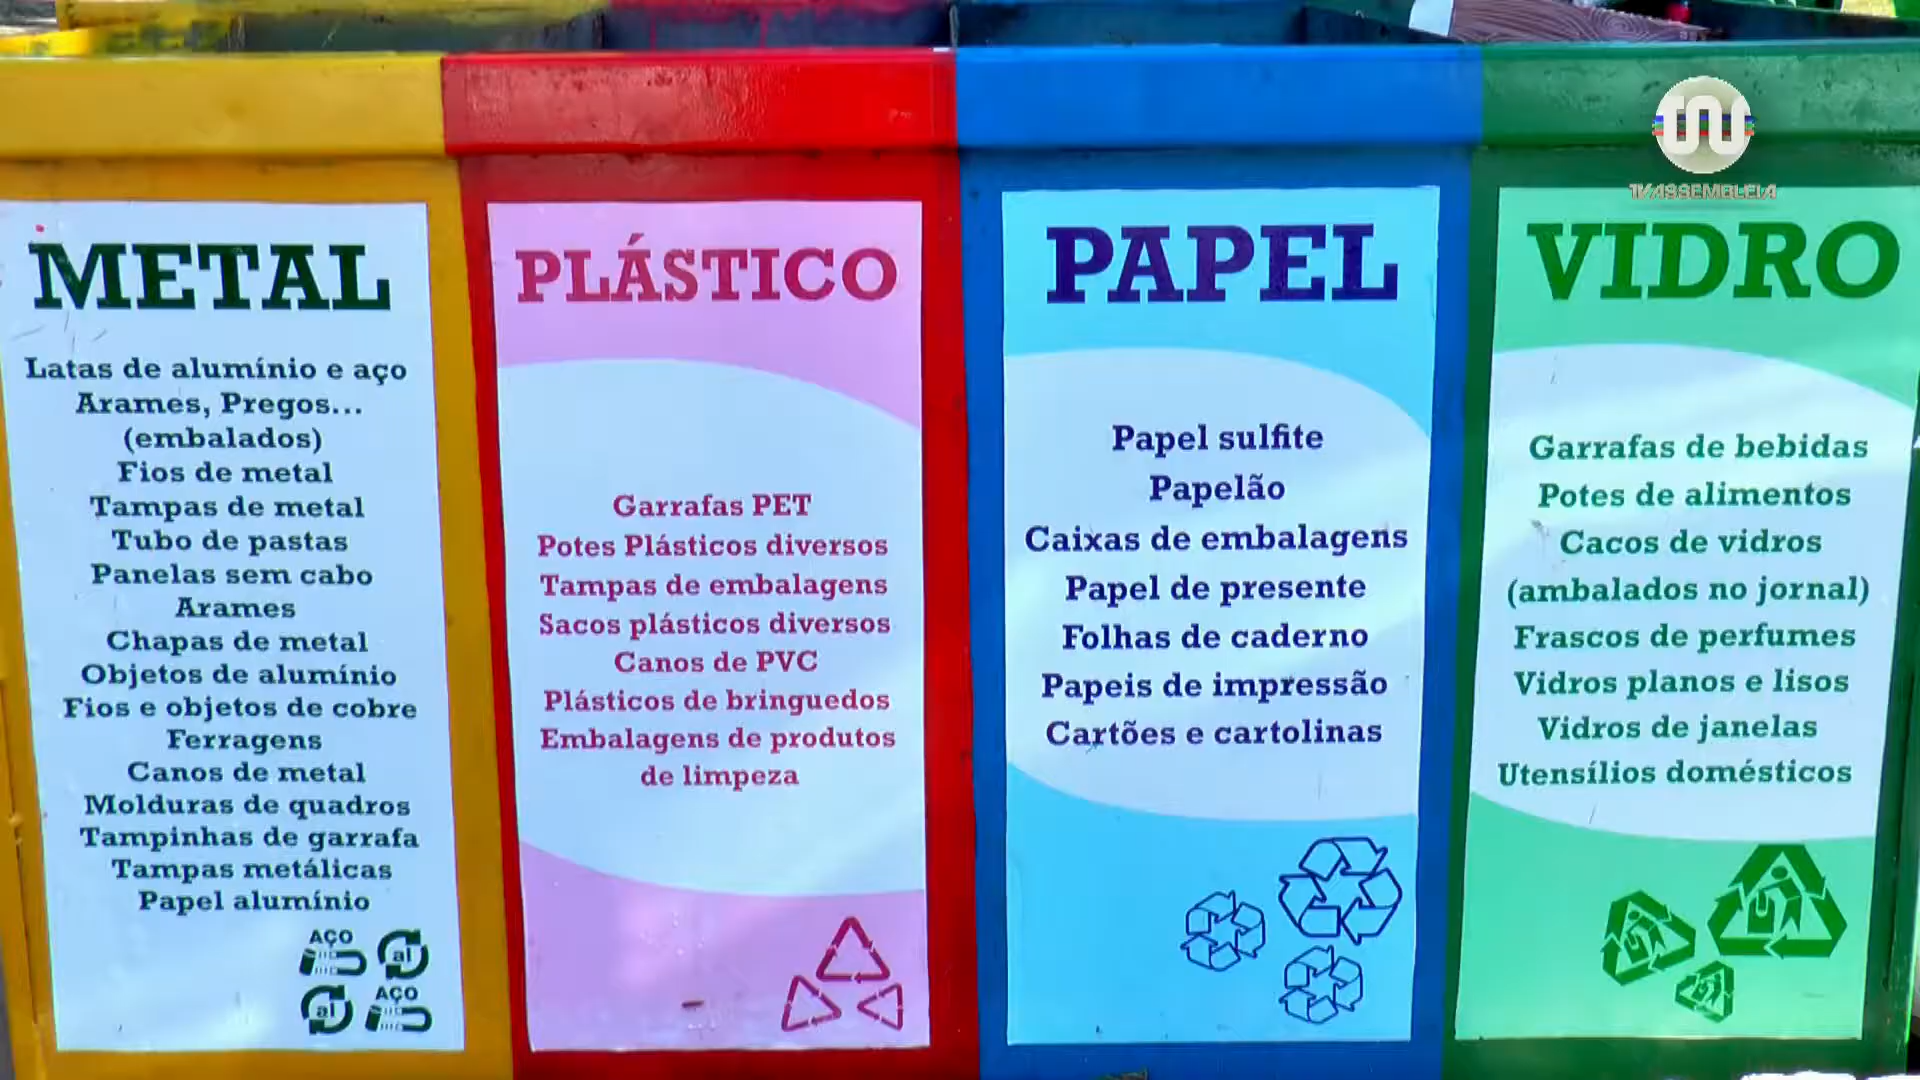 METAL
Latas de alumínio e aço
Arames, Pregos...
(embalados)
Fios de metal
Tampas de metal
Tubo de pastas
Panelas sem cabo
Arames
Chapas de metal
Objetos de alumínio
Fios e objetos de cobre
Ferragens
Canos de metal
Molduras de quadros
Tampinhas de garrafa
Tampas metálicas
Papel alumínio
AÇO
al
al
AÇO
PLÁSTICO
Garrafas PET
Potes Plásticos diversos
Tampas de embalagens
Sacos plásticos diversos
Canos de PVC
Plásticos de bringuedos
Embalagens de produtos
de limpeza
PAPEL
Papel sulfite
Papelão
Caixas de embalagens
Papel de presente
Folhas de caderno
Papeis de impressão
Cartões e cartolinas
TV ASSEMBLEIA
VIDRO
Garrafas de bebidas
Potes de alimentos
Cacos de vidros
(ambalados no jornal)
Frascos de perfumes
Vidros planos e lisos
Vidros de janelas
Utensílios domésticos